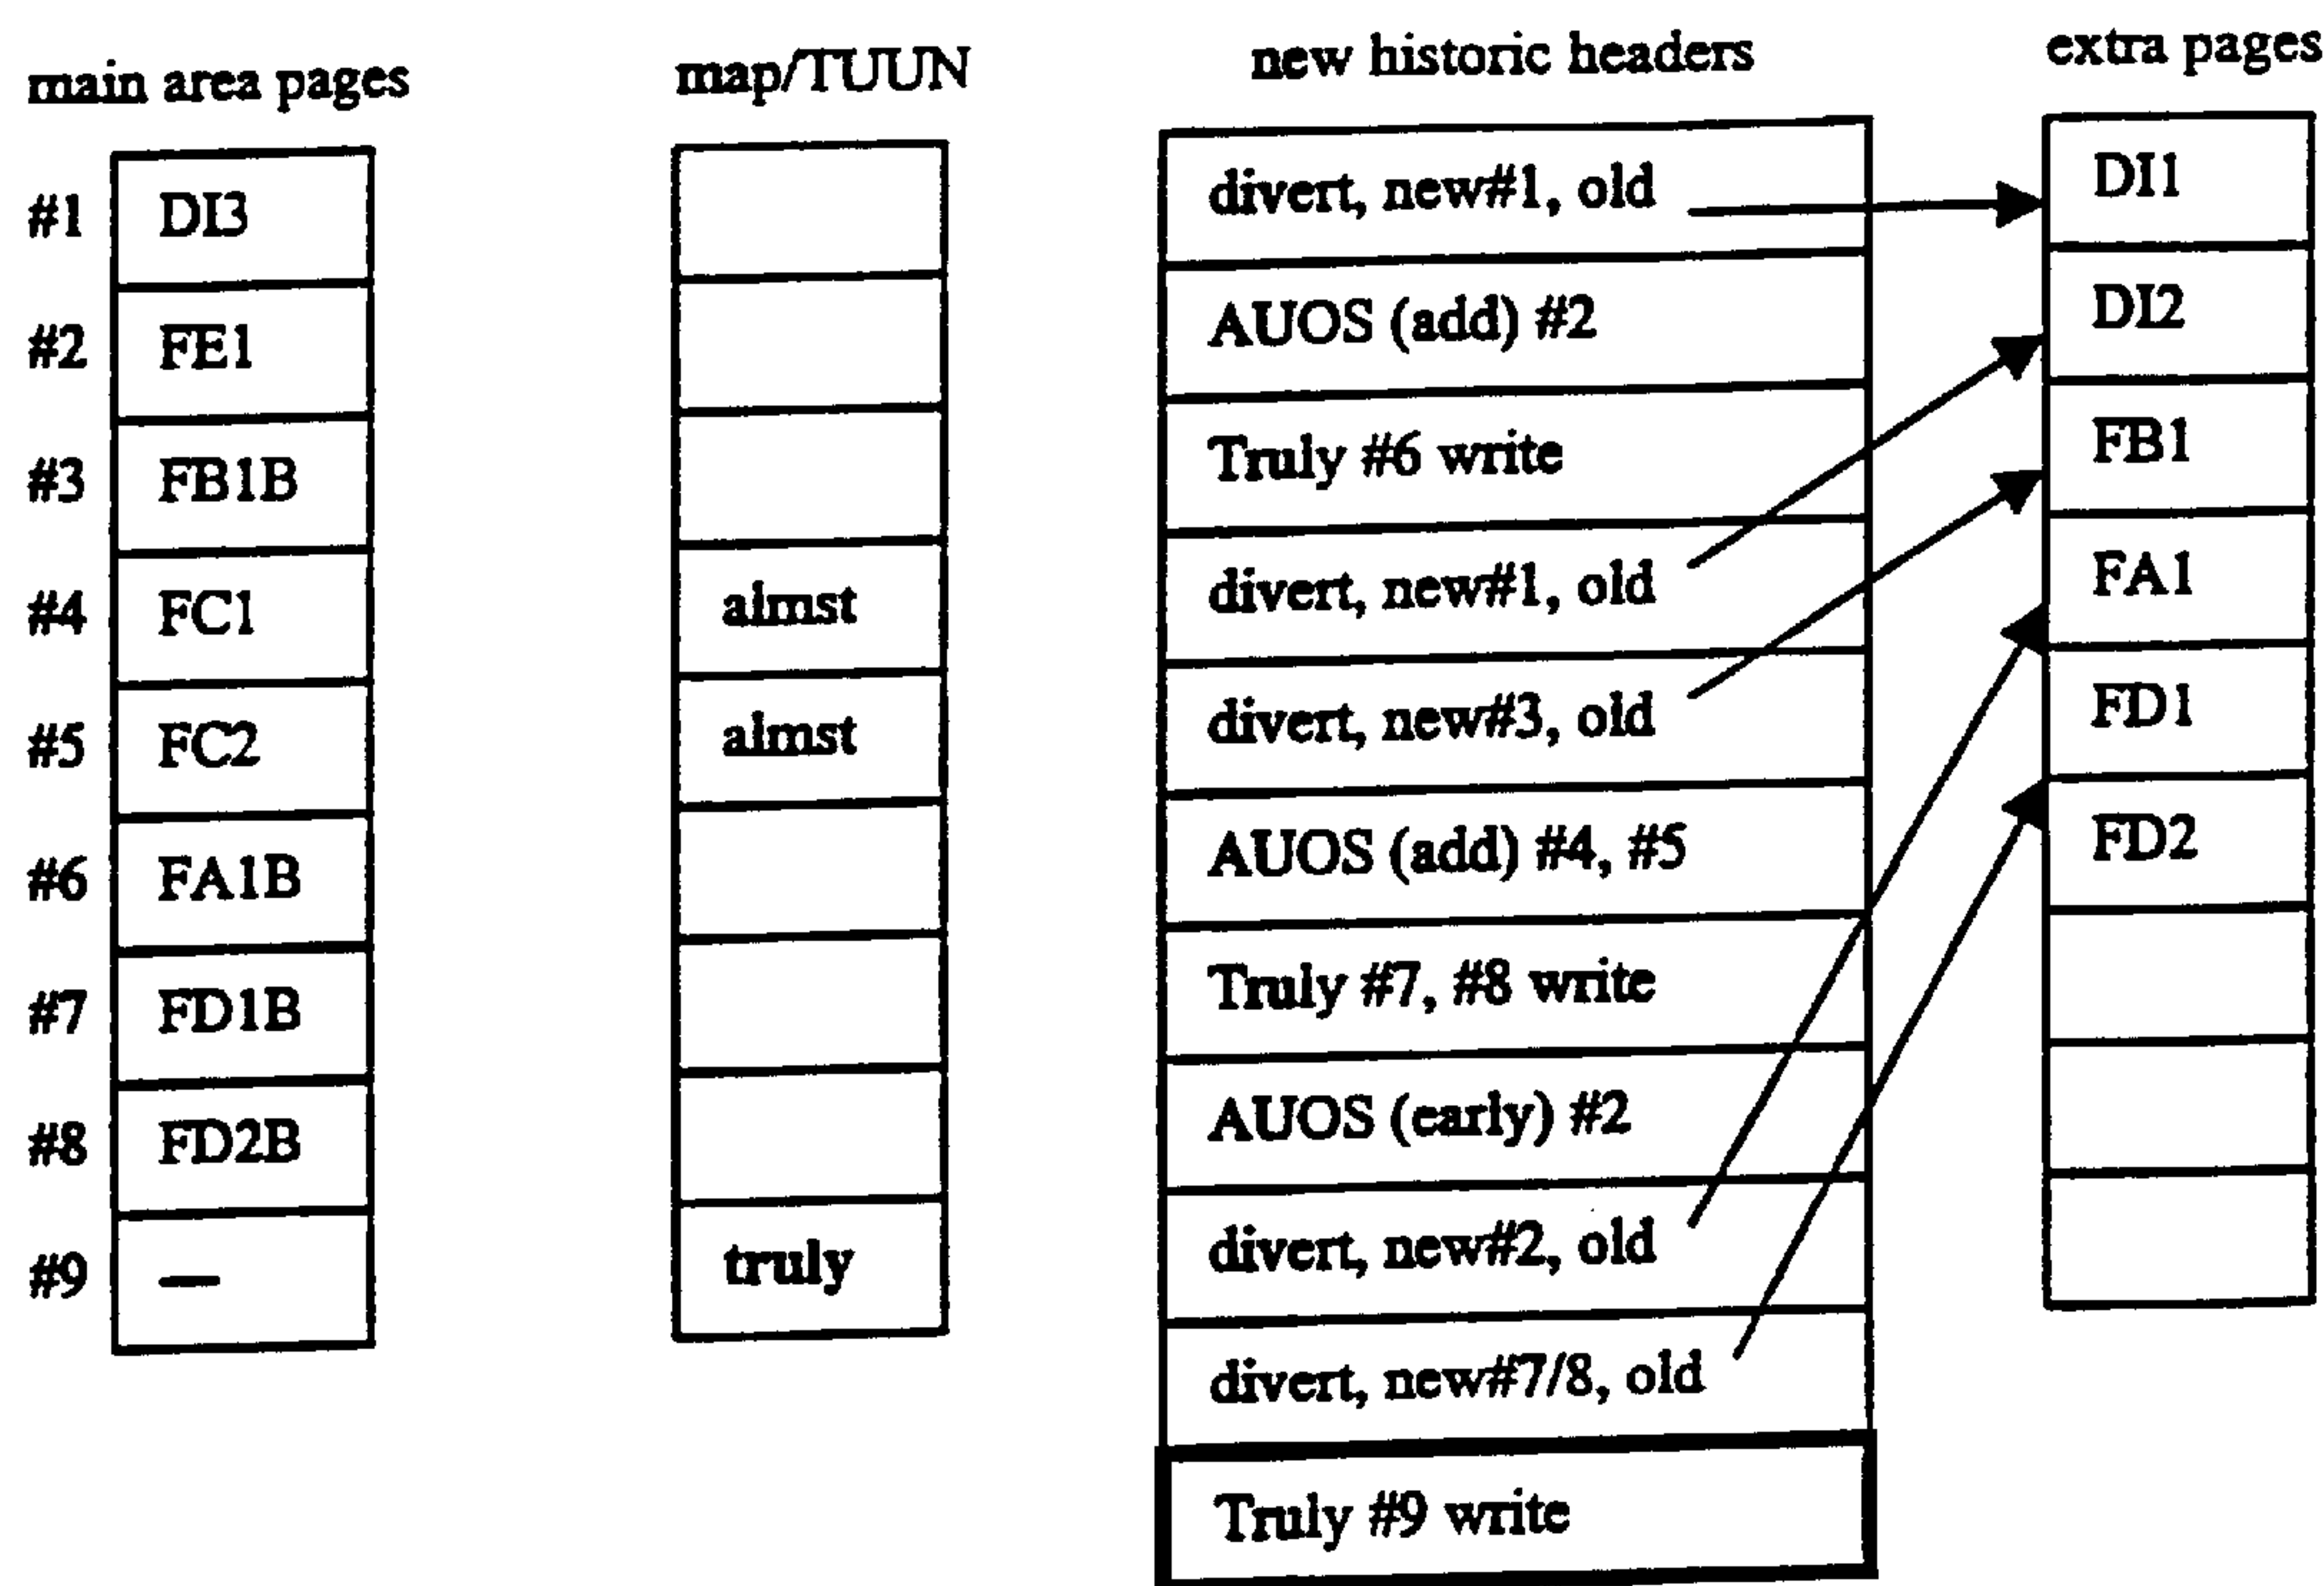 main area pages
#1 DI3
#2 FE1
#3 FB1B
#4 FC1
#5 FC2
#6 FA1B
#7 FD1B
#8 FD2B
#9 —
map/TUUN
almst
almst
truly
new historic headers
divert, new#1, old
AUOS (add) #2
Truly #6 write
divert, new#1, old
divert, new#3, old
AUOS (add) #4, #5
Truly #7, #8 write
AUOS (early) #2
divert, new#2, old
divert, new#7/8, old
Truly #9 write
extra pages
DI1
DI2
FB1
FA1
FD1
FD2